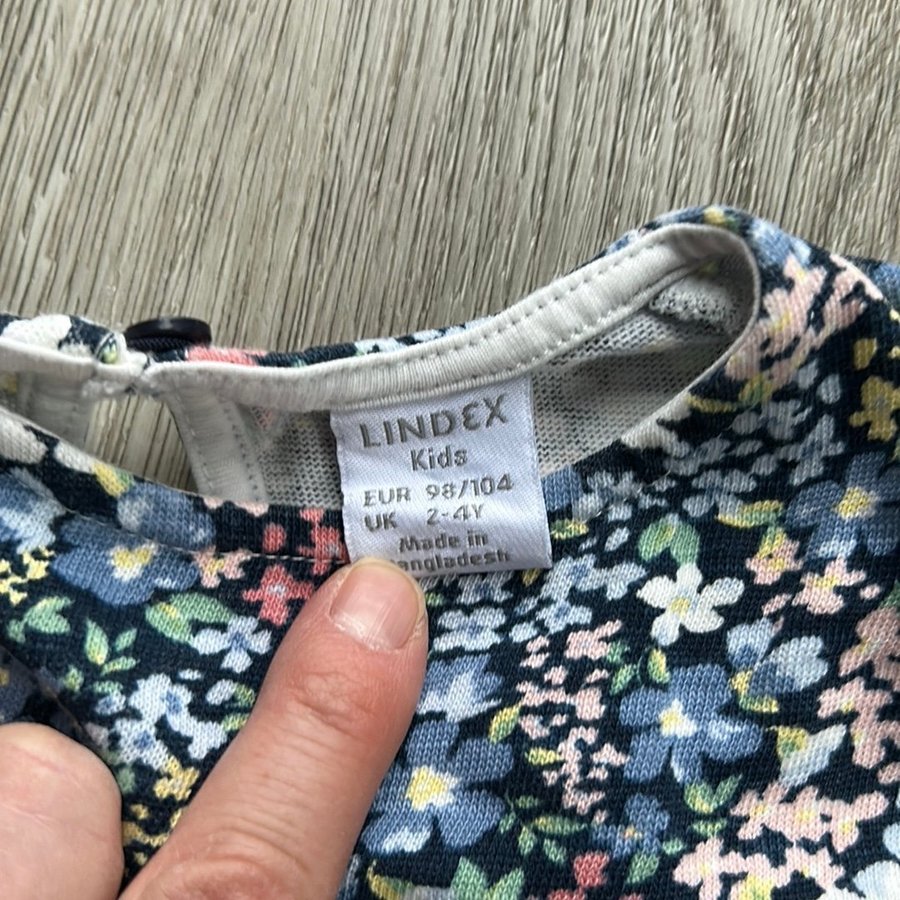 LINDEX
Kids
EUR 98/104
UK 2-4Y
Made in
angladesh